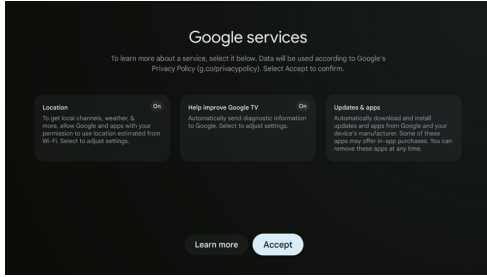 Google services
To learn more about a service, select it below. Data will be used according to Google's
Privacy Policy (g.co/privacypolicy). Select Accept to confirm.
Location
On
To get local channels, weather, &
more, allow Google and apps with your
permission to use location estimated from
Wi-Fi. Select to adjust settings.
Help improve Google TV
On
Automatically send diagnostic information
to Google. Select to adjust settings.
Updates & apps
Automatically download and install
updates and apps from Google and your
device's manufacturer. Some of these
apps may offer in-app purchases. You can
remove these apps at any time.
Learn more
Accept